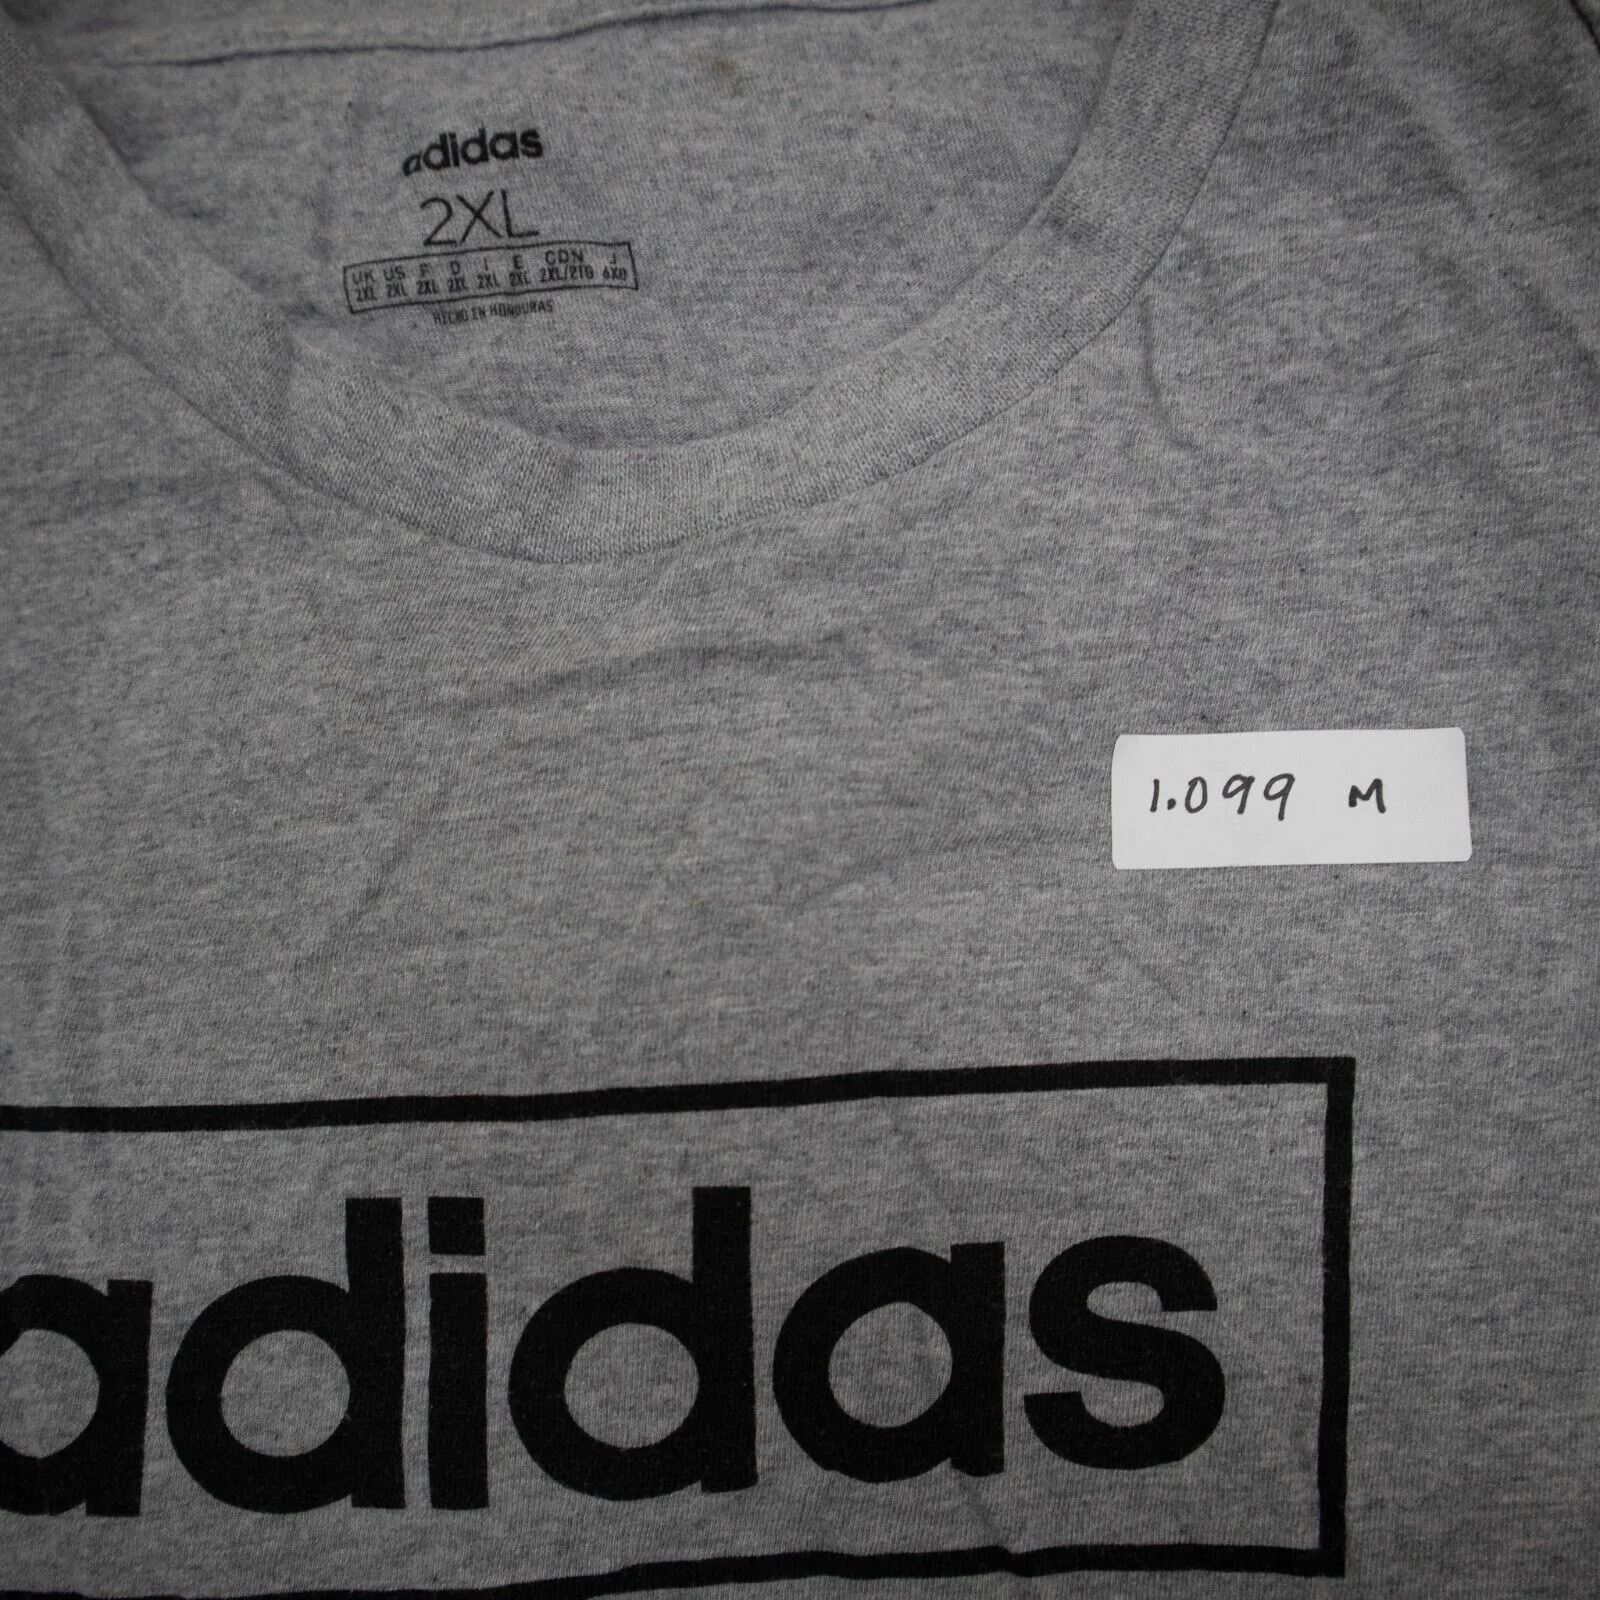 adidas
2XL
UK US F D I E CDN J
2XL 2XL 2XL 2XL 2XL 2XL 2XL/2TG 6XO
HECHO EN HONDURAS
1.099 M
adidas